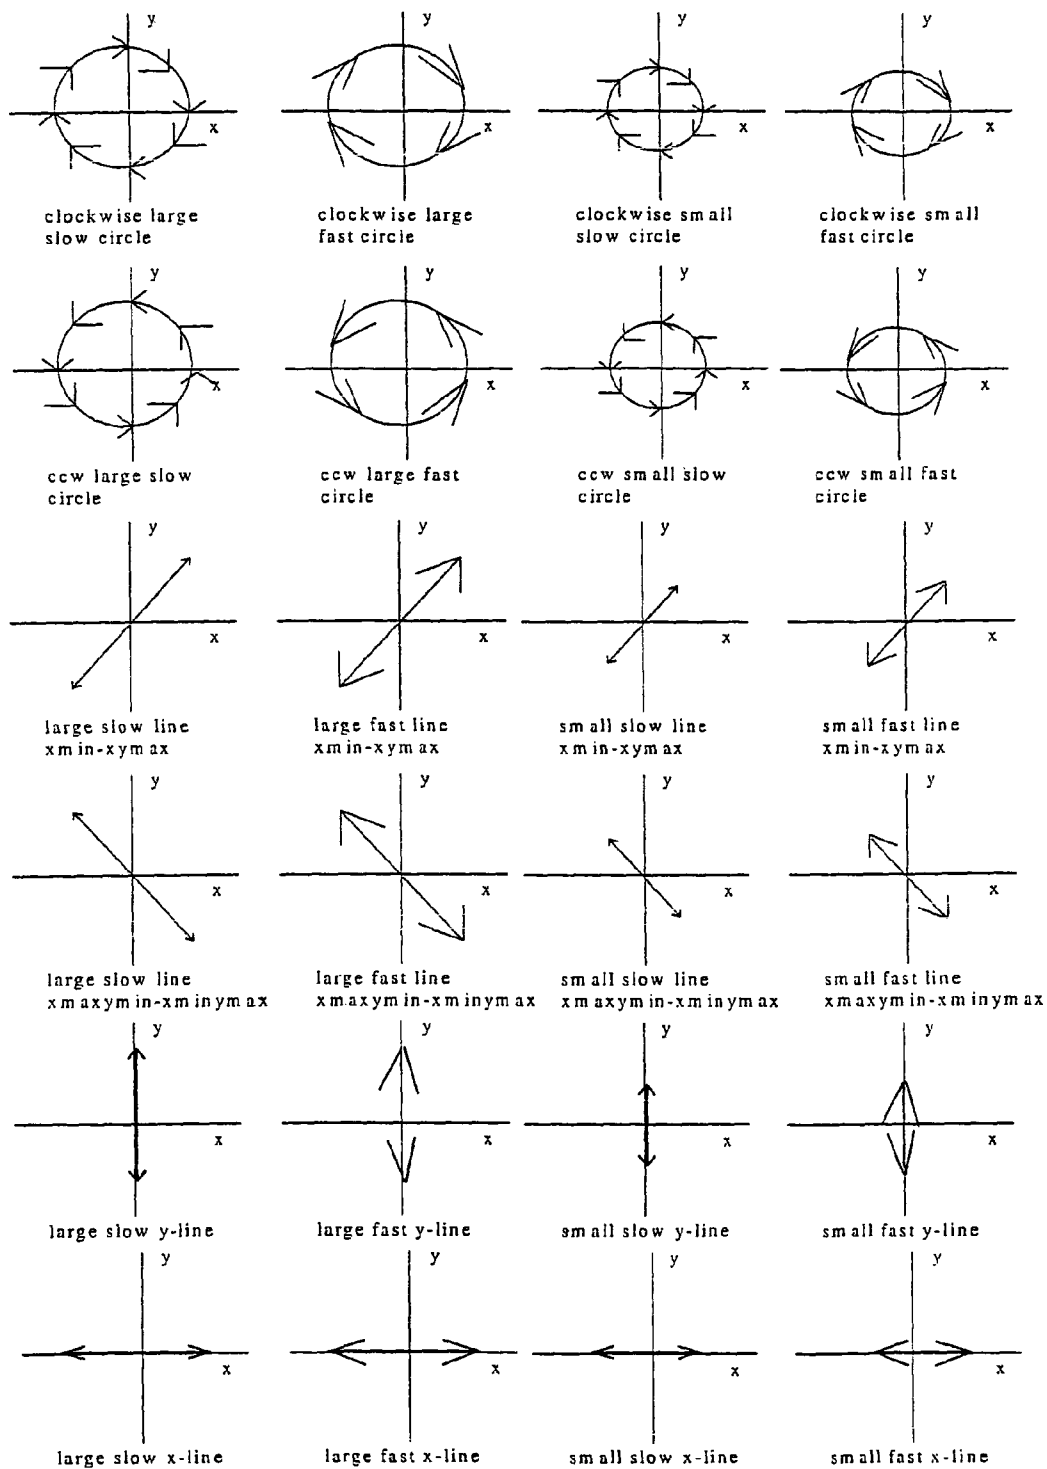 y y y y
x x x x
clockwise large clockwise large clockwise small clockwise small
slow circle fast circle slow circle fast circle
y y y y
x x x x
ccw large slow ccw large fast ccw small slow ccw small fast
circle circle circle circle
y y y y
x x x x
large slow line large fast line small slow line small fast line
xmin-xymax xmin-xymax xmin-xymax xmin-xymax
y y y y
x x x x
large slow line large fast line small slow line small fast line
xmaxymin-xminymax xmaxymin-xminymax xmaxymin-xminymax xmaxymin-xminymax
y y y y
x x x x
large slow y-line large fast y-line small slow y-line small fast y-line
y y y y
x x x x
large slow x-line large fast x-line small slow x-line small fast x-line